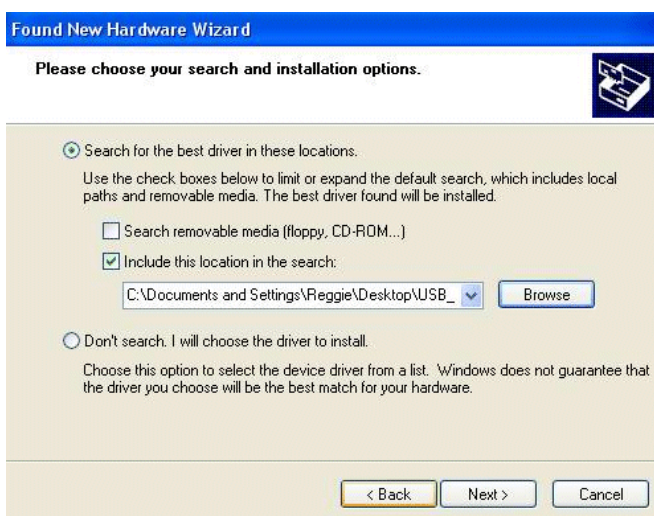 Found New Hardware Wizard
Please choose your search and installation options.
Search for the best driver in these locations.
Use the check boxes below to limit or expand the default search, which includes local
paths and removable media. The best driver found will be installed.
Search removable media (floppy, CD-ROM...)
Include this location in the search:
C:\Documents and Settings\Reggie\Desktop\USB_
Browse
Don't search. I will choose the driver to install.
Choose this option to select the device driver from a list. Windows does not guarantee that
the driver you choose will be the best match for your hardware.
< Back
Next >
Cancel